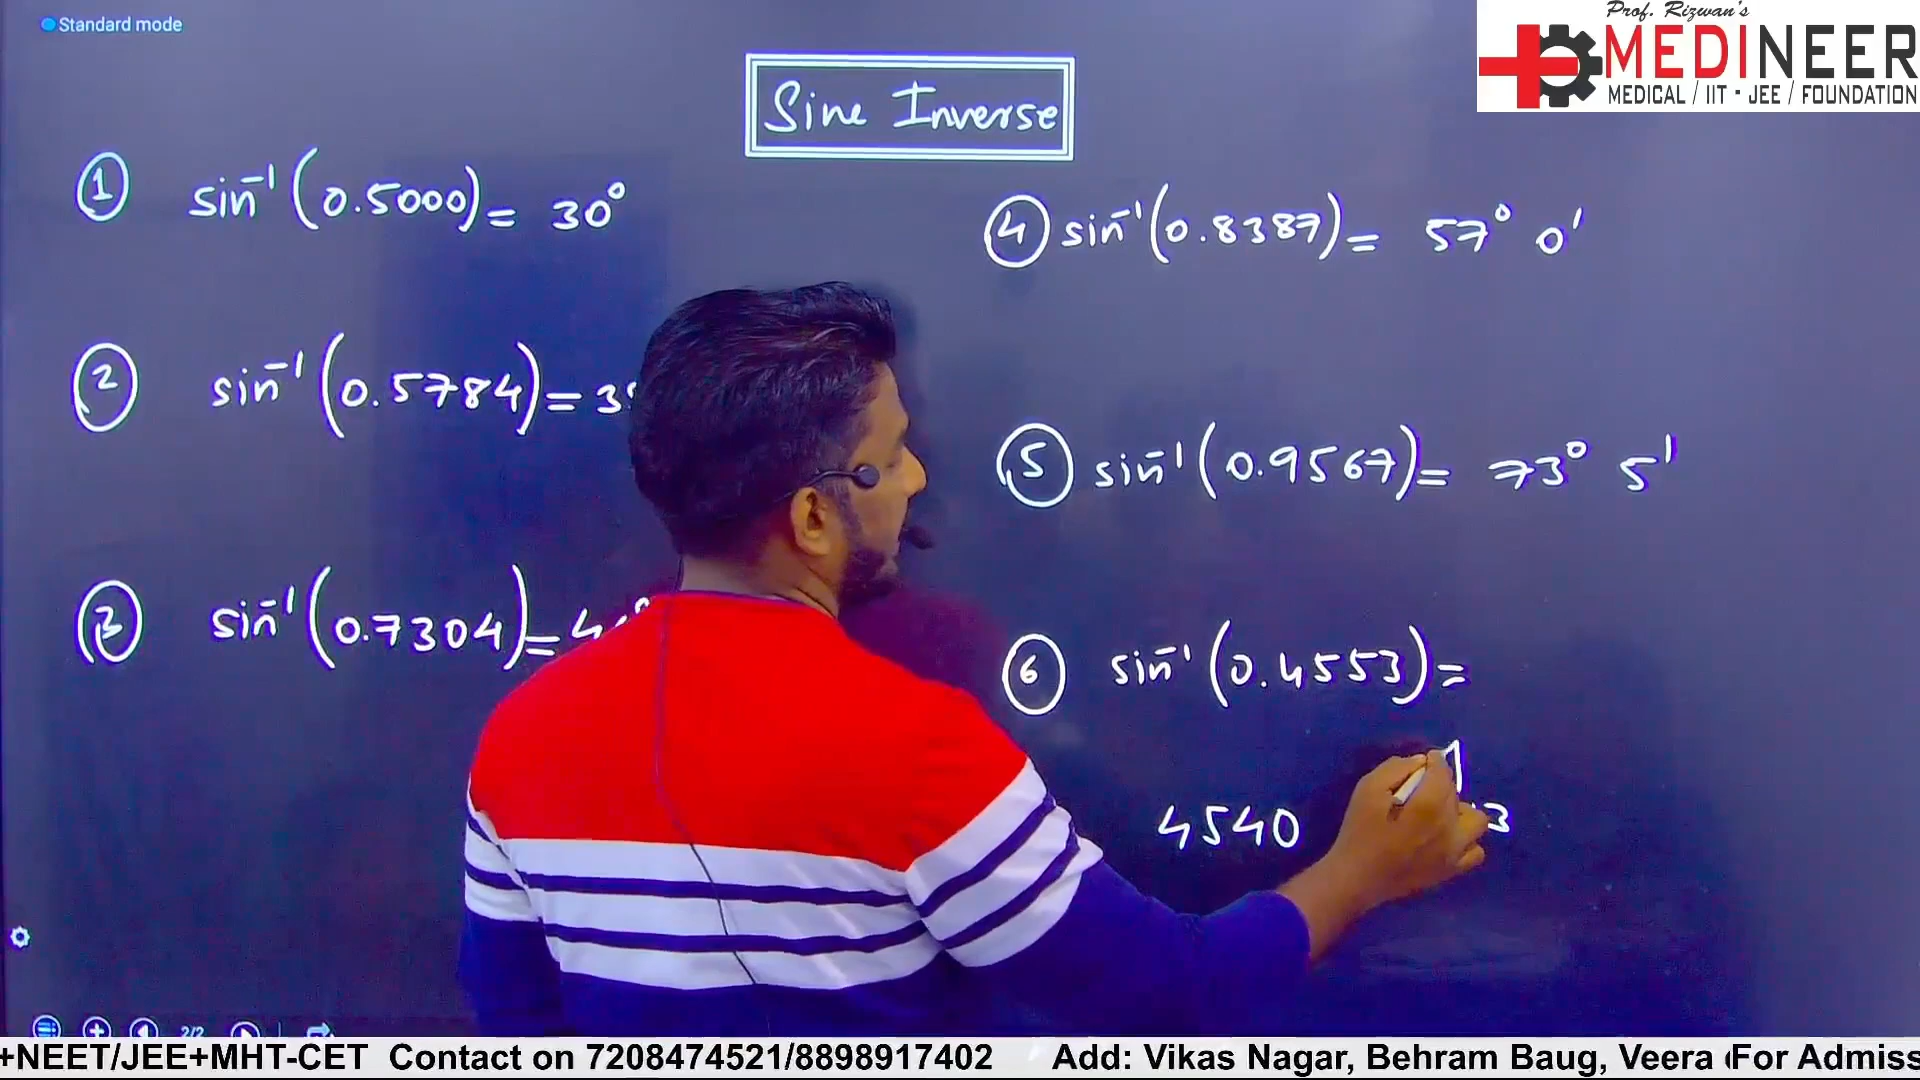 Standard mode
Prof. Rizwan's
MEDINEER
MEDICAL / IIT - JEE / FOUNDATION
Sine Inverse
① sin⁻¹(0.5000) = 30°
② sin⁻¹(0.5784) =
③ sin⁻¹(0.7304) =
④ sin⁻¹(0.8387) = 57° 0'
⑤ sin⁻¹(0.9567) = 73° 5'
⑥ sin⁻¹(0.4553) =
4540
2/2
+NEET/JEE+MHT-CET Contact on 7208474521/8898917402 Add: Vikas Nagar, Behram Baug, Veera For Admiss